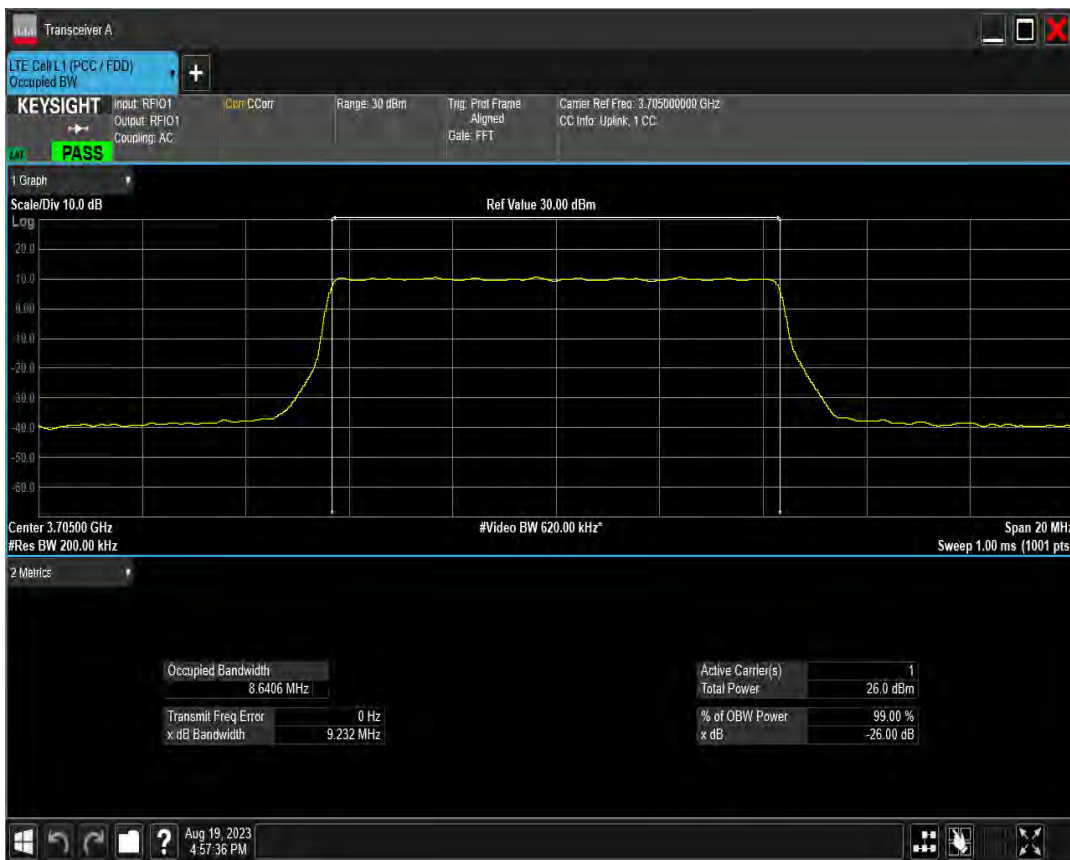 Transceiver A
LTE Cell L1 (PCC / FDD)
Occupied BW
+
KEYSIGHT
Input: RFIO1
Output: RFIO1
Coupling: AC
Corr CCorr
Range: 30 dBm
Trig: Prot Frame
Aligned
Gate: FFT
Carrier Ref Freq: 3.705000000 GHz
CC Info: Uplink, 1 CC
PASS
1 Graph
Scale/Div 10.0 dB
Ref Value 30.00 dBm
Log
20.0
10.0
0.00
-10.0
-20.0
-30.0
-40.0
-50.0
-60.0
Center 3.70500 GHz
#Video BW 620.00 kHz*
Span 20 MHz
#Res BW 200.00 kHz
Sweep 1.00 ms (1001 pts
2 Metrics
Occupied Bandwidth
8.6406 MHz
Transmit Freq Error 0 Hz
x dB Bandwidth 9.232 MHz
Active Carrier(s) 1
Total Power 26.0 dBm
% of OBW Power 99.00 %
x dB -26.00 dB
?
Aug 19, 2023
4:57:36 PM